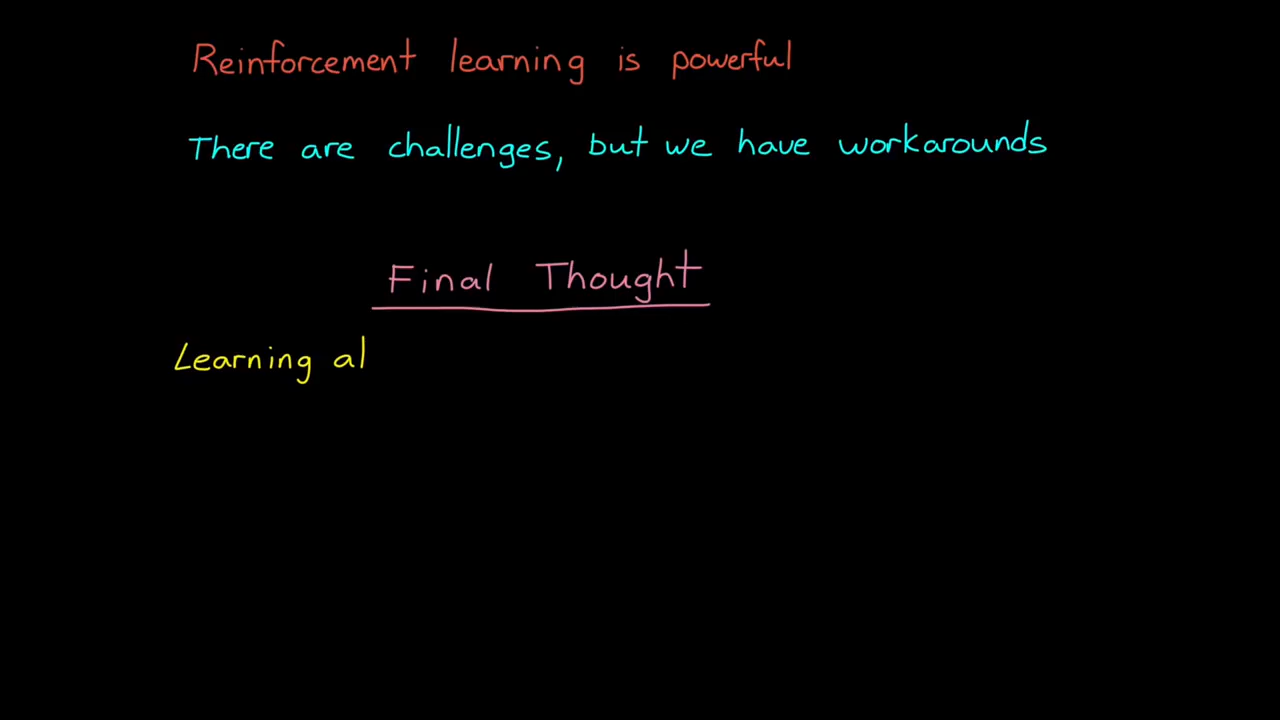 Reinforcement learning is powerful
There are challenges, but we have workarounds
Final Thought
Learning al